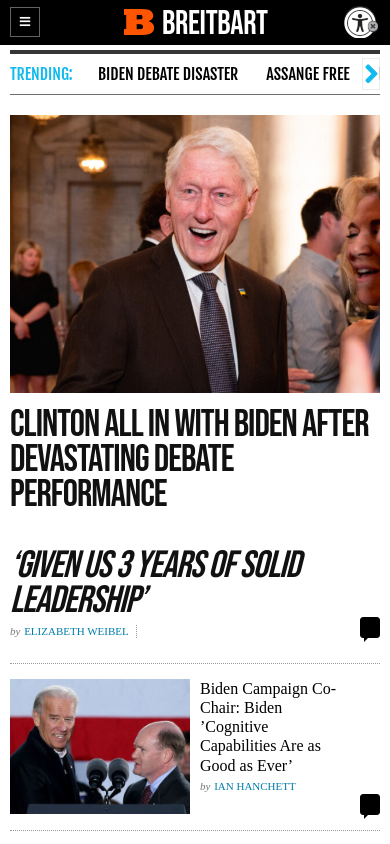 BREITBART
TRENDING: BIDEN DEBATE DISASTER ASSANGE FREE
CLINTON ALL IN WITH BIDEN AFTER
DEVASTATING DEBATE
PERFORMANCE
‘GIVEN US 3 YEARS OF SOLID
LEADERSHIP’
by ELIZABETH WEIBEL
Biden Campaign Co-
Chair: Biden
’Cognitive
Capabilities Are as
Good as Ever’
by IAN HANCHETT